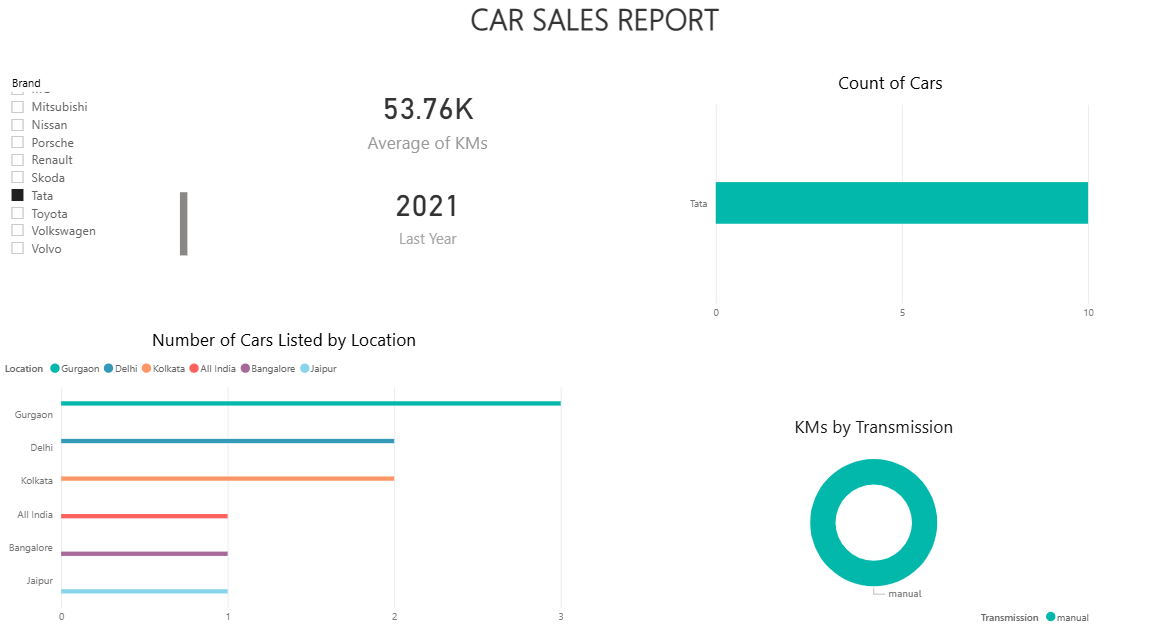 CAR SALES REPORT
Brand
Mitsubishi
Nissan
Porsche
Renault
Skoda
Tata
Toyota
Volkswagen
Volvo
53.76K
Average of KMs
2021
Last Year
Count of Cars
Tata
0 5 10
Number of Cars Listed by Location
Location Gurgaon Delhi Kolkata All India Bangalore Jaipur
Gurgaon
Delhi
Kolkata
All India
Bangalore
Jaipur
0 1 2 3
KMs by Transmission
manual
Transmission manual